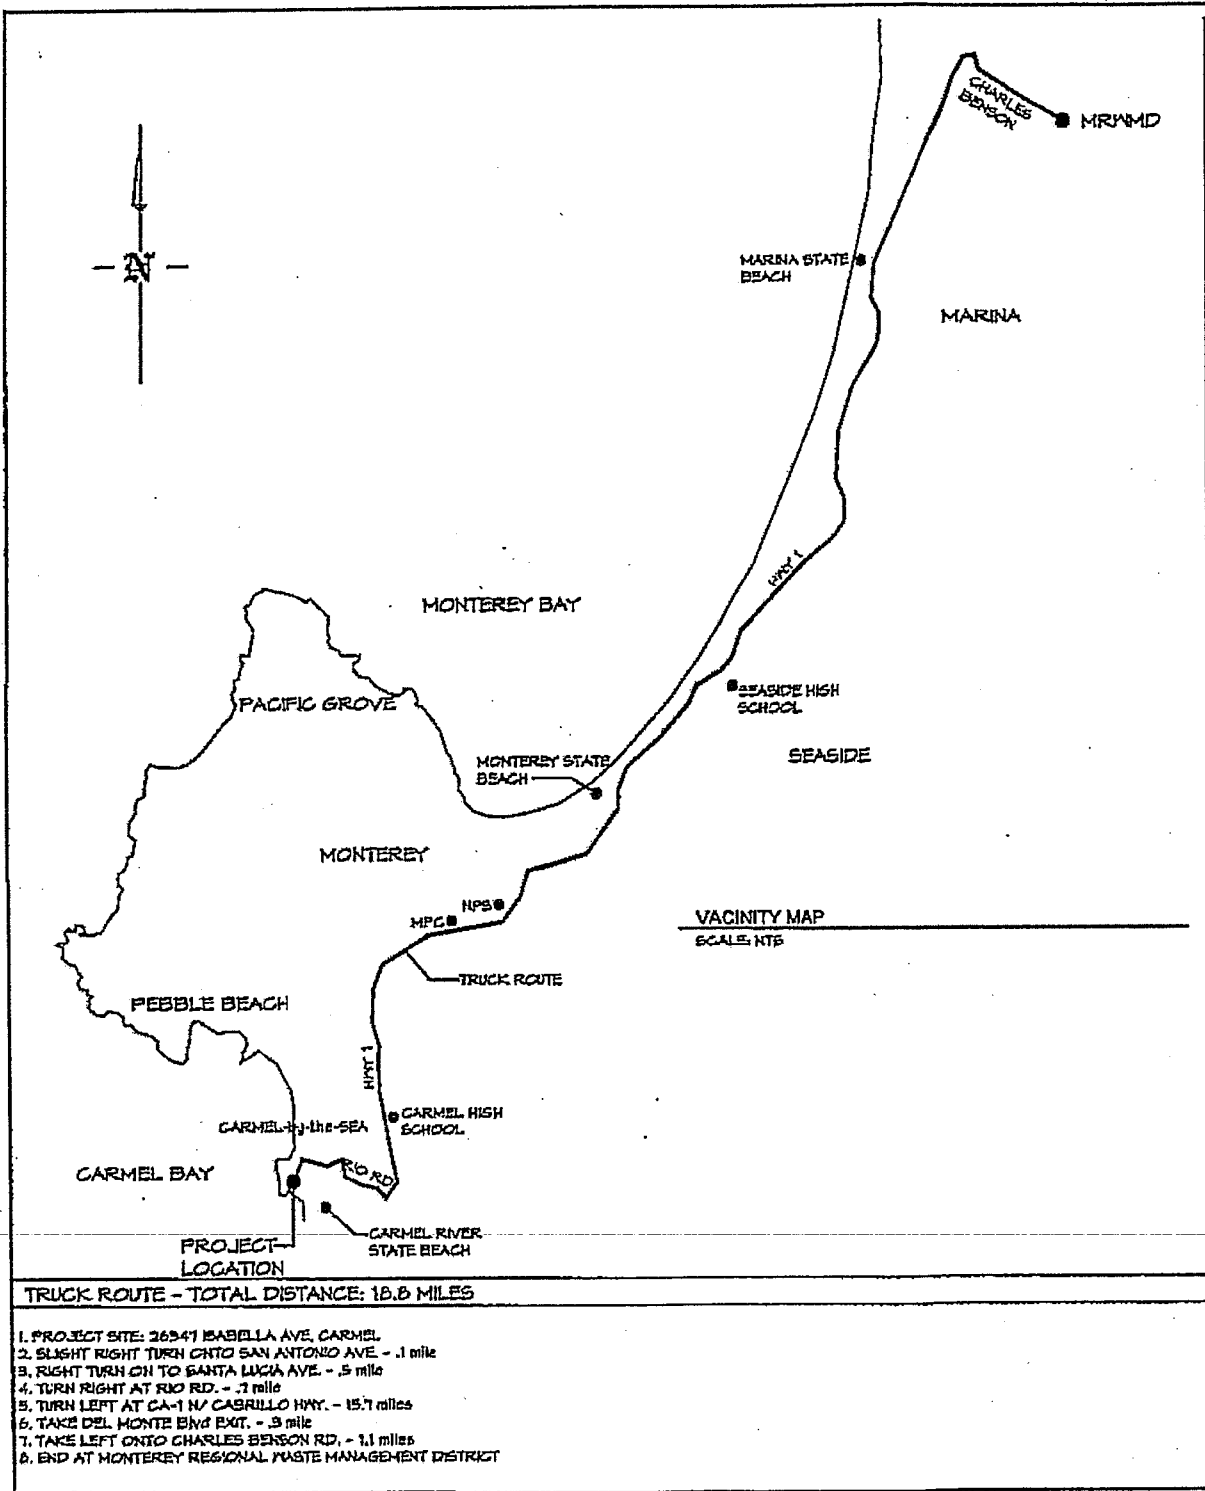 CHARLES
BENSON
MRWMD
N
MARINA STATE
BEACH
MARINA
HWY 1
MONTEREY BAY
PACIFIC GROVE
SEASIDE HIGH
SCHOOL
SEASIDE
MONTEREY STATE
BEACH
MONTEREY
NPS
MPC
VACINITY MAP
SCALE: NTS
TRUCK ROUTE
PEBBLE BEACH
HWY 1
CARMEL HIGH
SCHOOL
CARMEL-by-the-SEA
CARMEL BAY
RIO RD
CARMEL RIVER
STATE BEACH
PROJECT
LOCATION
TRUCK ROUTE - TOTAL DISTANCE: 18.8 MILES
1. PROJECT SITE: 26347 ISABELLA AVE, CARMEL
2. SLIGHT RIGHT TURN ONTO SAN ANTONIO AVE - .1 mile
3. RIGHT TURN ON TO SANTA LUCIA AVE. - .5 mile
4. TURN RIGHT AT RIO RD. - .7 mile
5. TURN LEFT AT CA-1 N/ CABRILLO HWY. - 15.7 miles
6. TAKE DEL MONTE Blvd EXIT. - .3 mile
7. TAKE LEFT ONTO CHARLES BENSON RD, - 1.1 miles
8. END AT MONTEREY REGIONAL WASTE MANAGEMENT DISTRICT